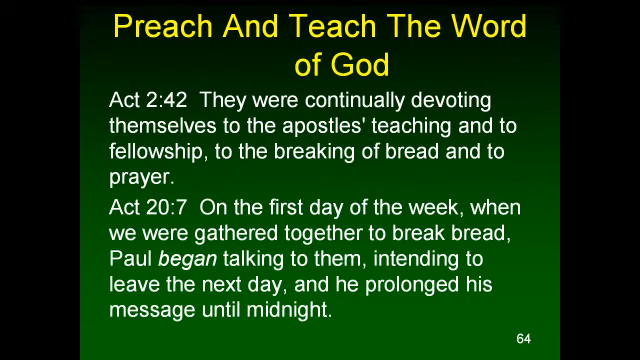 Preach And Teach The Word
of God
Act 2:42  They were continually devoting
themselves to the apostles' teaching and to
fellowship, to the breaking of bread and to
prayer.
Act 20:7  On the first day of the week, when
we were gathered together to break bread,
Paul began talking to them, intending to
leave the next day, and he prolonged his
message until midnight.
64